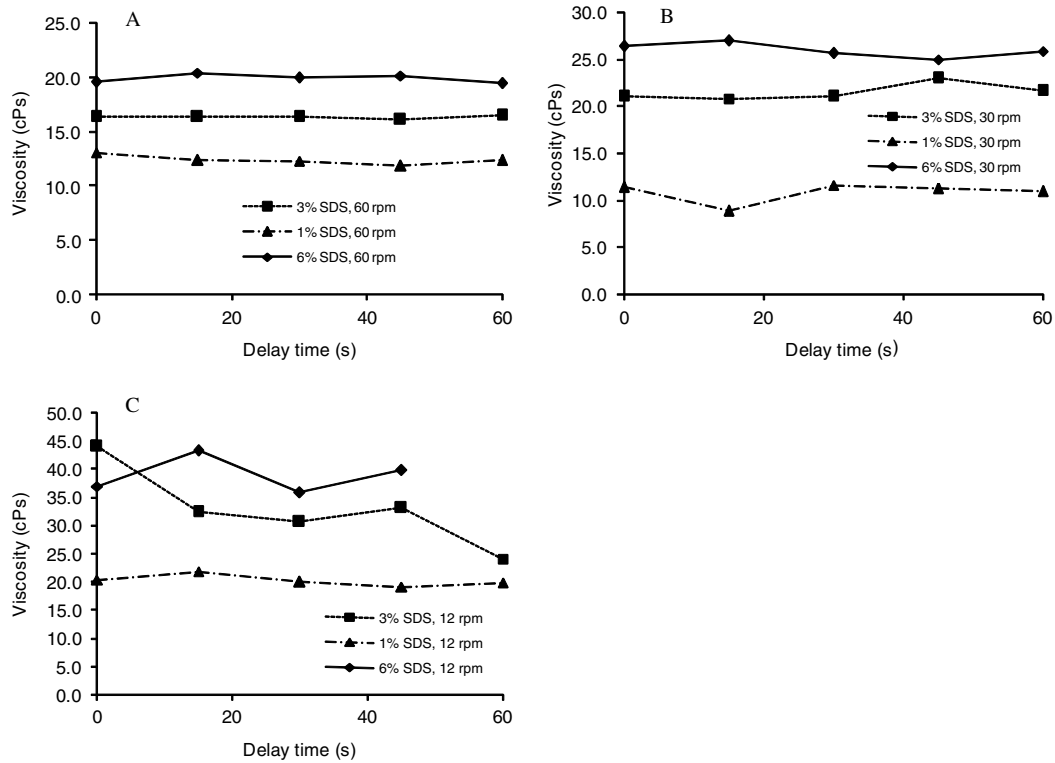 A
25.0
20.0
15.0
10.0
5.0
0.0
Viscosity (cPs)
3% SDS, 60 rpm
1% SDS, 60 rpm
6% SDS, 60 rpm
0 20 40 60
Delay time (s)
B
30.0
25.0
20.0
15.0
10.0
5.0
0.0
Viscosity (cPs)
3% SDS, 30 rpm
1% SDS, 30 rpm
6% SDS, 30 rpm
0 20 40 60
Delay time (s)
C
50.0
45.0
40.0
35.0
30.0
25.0
20.0
15.0
10.0
5.0
0.0
Viscosity (cPs)
3% SDS, 12 rpm
1% SDS, 12 rpm
6% SDS, 12 rpm
0 20 40 60
Delay time (s)